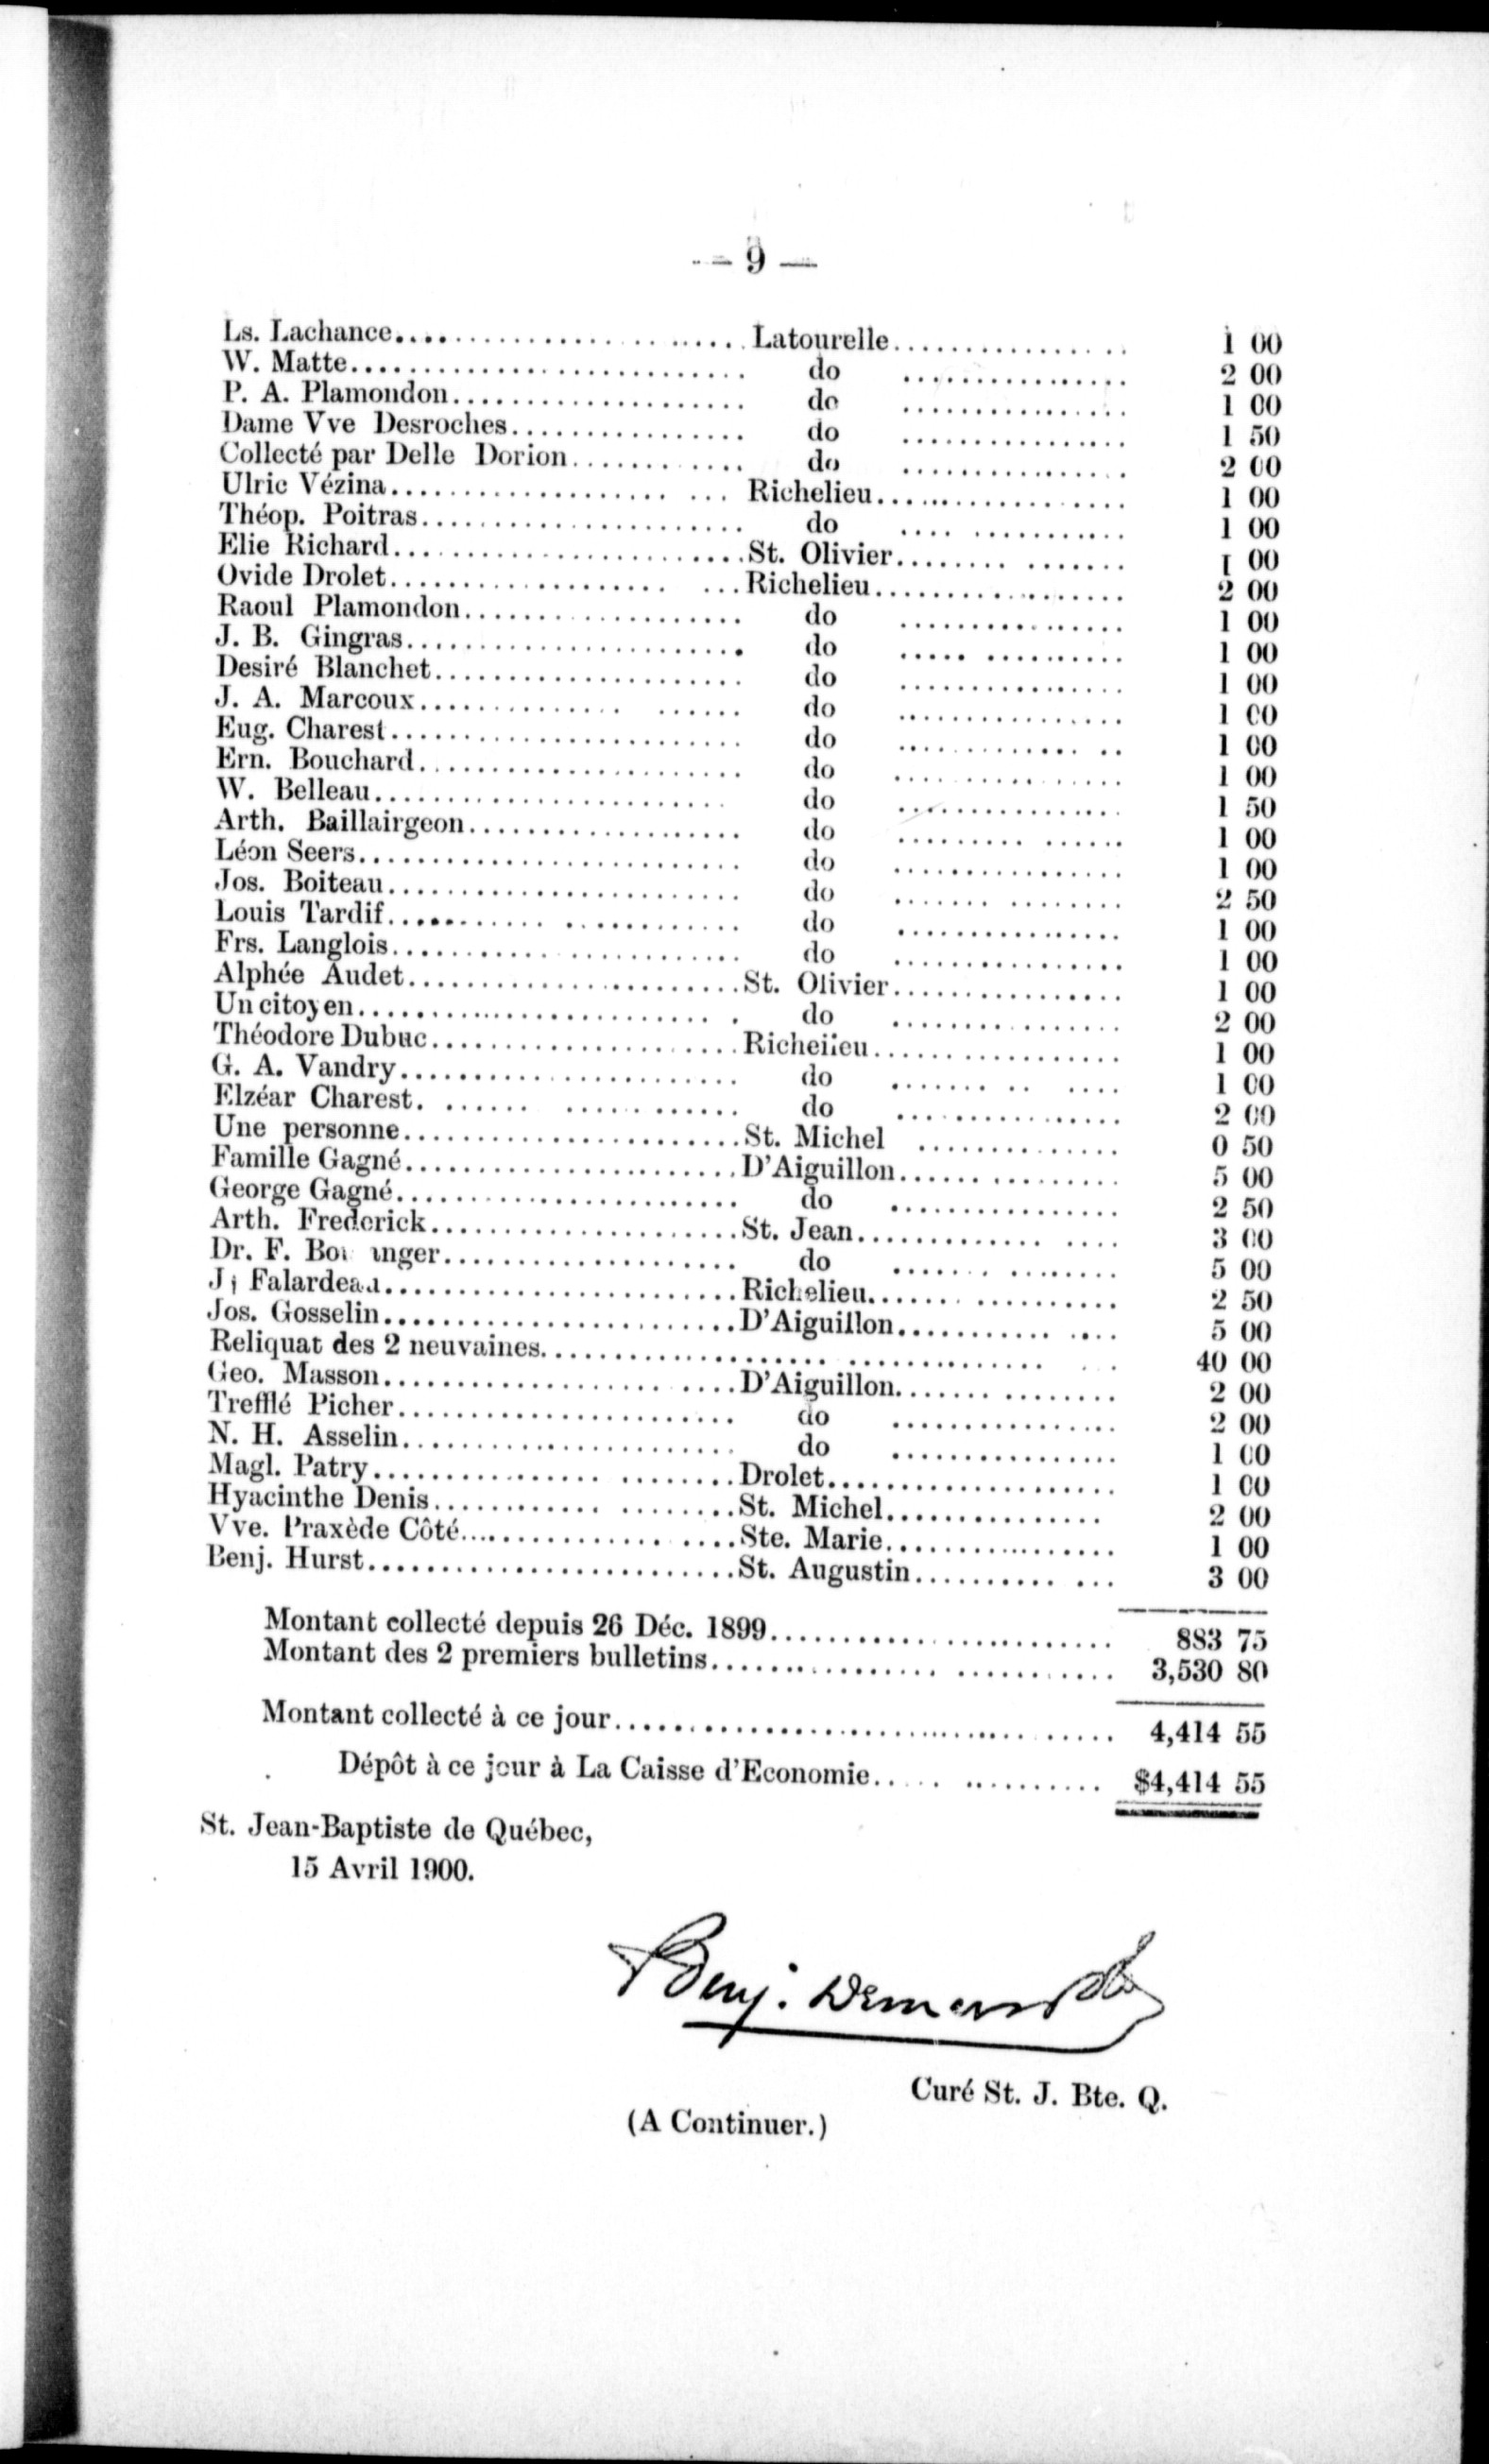 — 9 —
Ls. Lachance........................Latourelle................ 1 00
W. Matte........................... do ................ 2 00
P. A. Plamondon.................... do ................ 1 00
Dame Vve Desroches................ do ................ 1 50
Collecté par Delle Dorion............ do ................ 2 00
Ulric Vézina...................... Richelieu................. 1 00
Théop. Poitras...................... do ................ 1 00
Elie Richard........................St. Olivier................ 1 00
Ovide Drolet......................Richelieu................. 2 00
Raoul Plamondon................... do ................ 1 00
J. B. Gingras....................... do ................ 1 00
Desiré Blanchet..................... do ................ 1 00
J. A. Marcoux.................... do ................ 1 00
Eug. Charest........................ do ................ 1 00
Ern. Bouchard...................... do ................ 1 00
W. Belleau........................ do ................ 1 50
Arth. Baillairgeon................... do ................ 1 00
Léon Seers.......................... do ................ 1 00
Jos. Boiteau........................ do ................ 2 50
Louis Tardif....................... do ................ 1 00
Frs. Langlois........................ do ................ 1 00
Alphée Audet.......................St. Olivier................ 1 00
Un citoyen......................... do ................ 2 00
Théodore Dubuc.....................Richelieu................. 1 00
G. A. Vandry....................... do ................ 1 00
Elzéar Charest. .................... do ................ 2 00
Une personne.......................St. Michel .............. 0 50
Famille Gagné.......................D'Aiguillon............... 5 00
George Gagné........................ do ................ 2 50
Arth. Frederick.....................St. Jean................. 3 00
Dr. F. .................... do ................ 5 00
J Falardeau........................Richelieu................. 2 50
Jos. Gosselin.........................D'Aiguillon............... 5 00
Reliquat des 2 neuvaines....................................... 40 00
Geo. Masson........................D'Aiguillon............... 2 00
Trefflé Picher....................... do ................ 2 00
N. H. Asselin....................... do ................ 1 00
Magl. Patry........................Drolet.................... 1 00
Hyacinthe Denis....................St. Michel............... 2 00
Vve. Praxède Côté..................Ste. Marie................ 1 00
Benj. Hurst.........................St. Augustin............. 3 00
Montant collecté depuis 26 Déc. 1899........................ 883 75
Montant des 2 premiers bulletins........................... 3,530 80
Montant collecté à ce jour................................. 4,414 55
Dépôt à ce jour à La Caisse d'Economie............... $4,414 55
St. Jean-Baptiste de Québec,
15 Avril 1900.
Benj. Demers
Curé St. J. Bte. Q.
(A Continuer.)